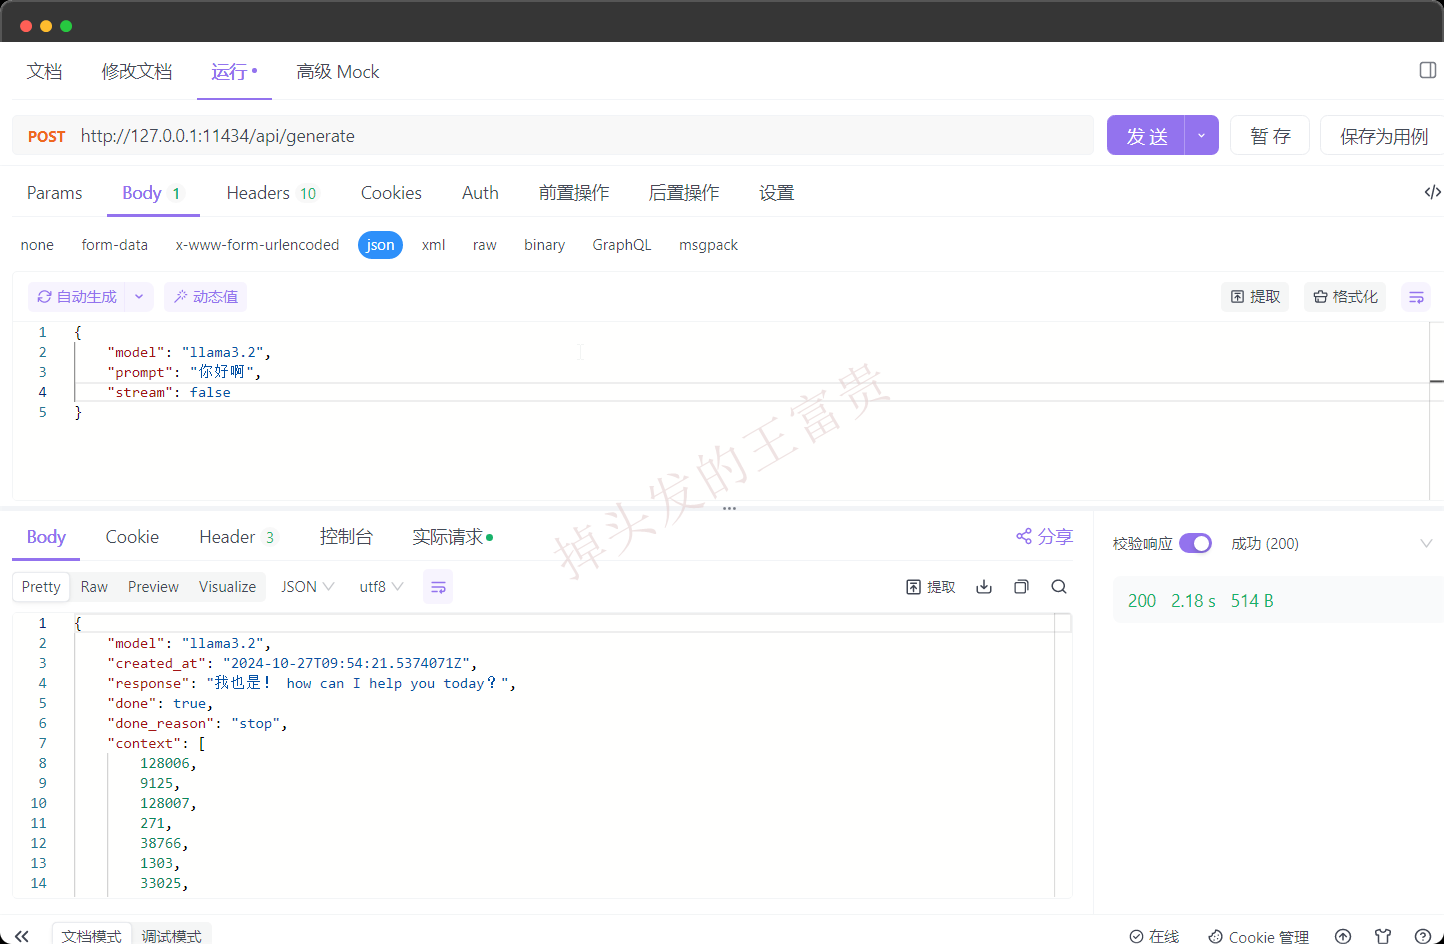 文档 修改文档 运行 高级 Mock
POST http://127.0.0.1:11434/api/generate 发送 暂存 保存为用例
Params Body 1 Headers 10 Cookies Auth 前置操作 后置操作 设置 </>
none form-data x-www-form-urlencoded json xml raw binary GraphQL msgpack
自动生成 动态值 提取 格式化
1 {
2 "model": "llama3.2",
3 "prompt": "你好啊",
4 "stream": false
5 }
掉头发的王富贵
Body Cookie Header 3 控制台 实际请求 分享 校验响应 成功 (200)
Pretty Raw Preview Visualize JSON utf8 提取
200 2.18 s 514 B
1 {
2 "model": "llama3.2",
3 "created_at": "2024-10-27T09:54:21.5374071Z",
4 "response": "我也是！ how can I help you today？",
5 "done": true,
6 "done_reason": "stop",
7 "context": [
8 128006,
9 9125,
10 128007,
11 271,
12 38766,
13 1303,
14 33025,
文档模式 调试模式 在线 Cookie 管理